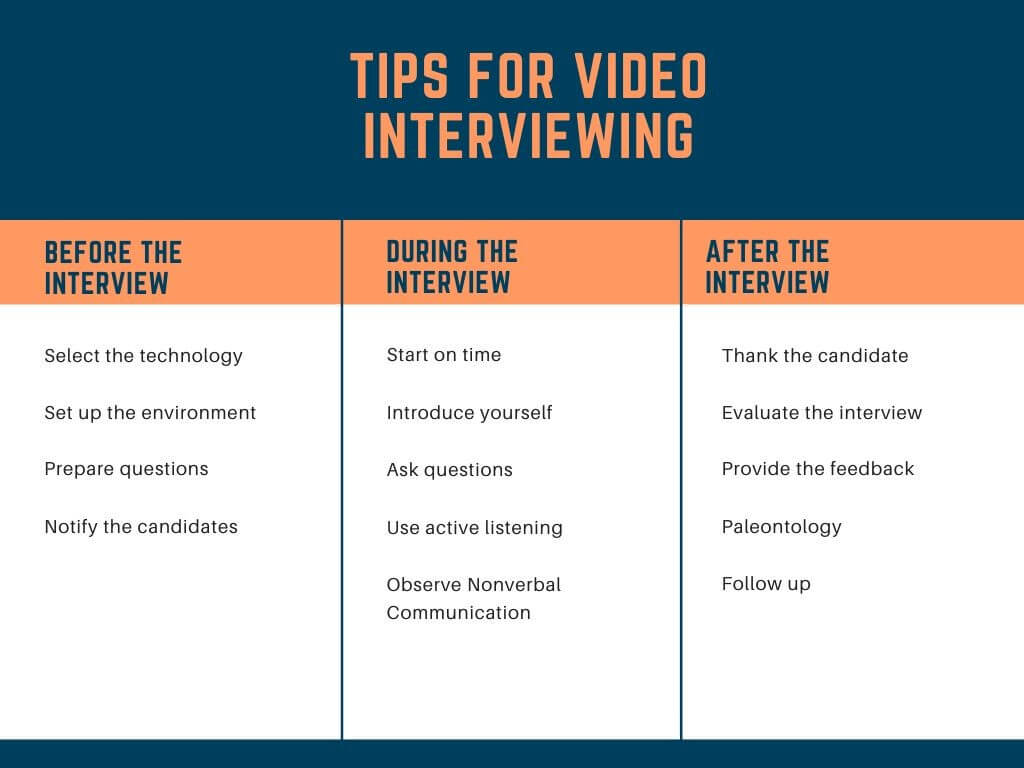 TIPS FOR VIDEO
INTERVIEWING
BEFORE THE
INTERVIEW
Select the technology
Set up the environment
Prepare questions
Notify the candidates
DURING THE
INTERVIEW
Start on time
Introduce yourself
Ask questions
Use active listening
Observe Nonverbal
Communication
AFTER THE
INTERVIEW
Thank the candidate
Evaluate the interview
Provide the feedback
Paleontology
Follow up